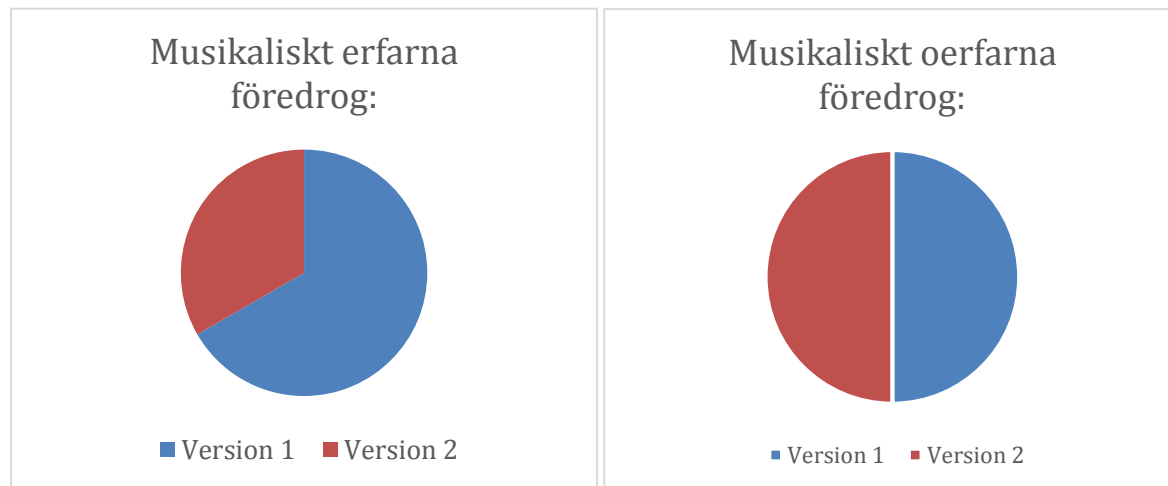 Musikaliskt erfarna
föredrog:
Version 1 Version 2
Musikaliskt oerfarna
föredrog:
Version 1 Version 2